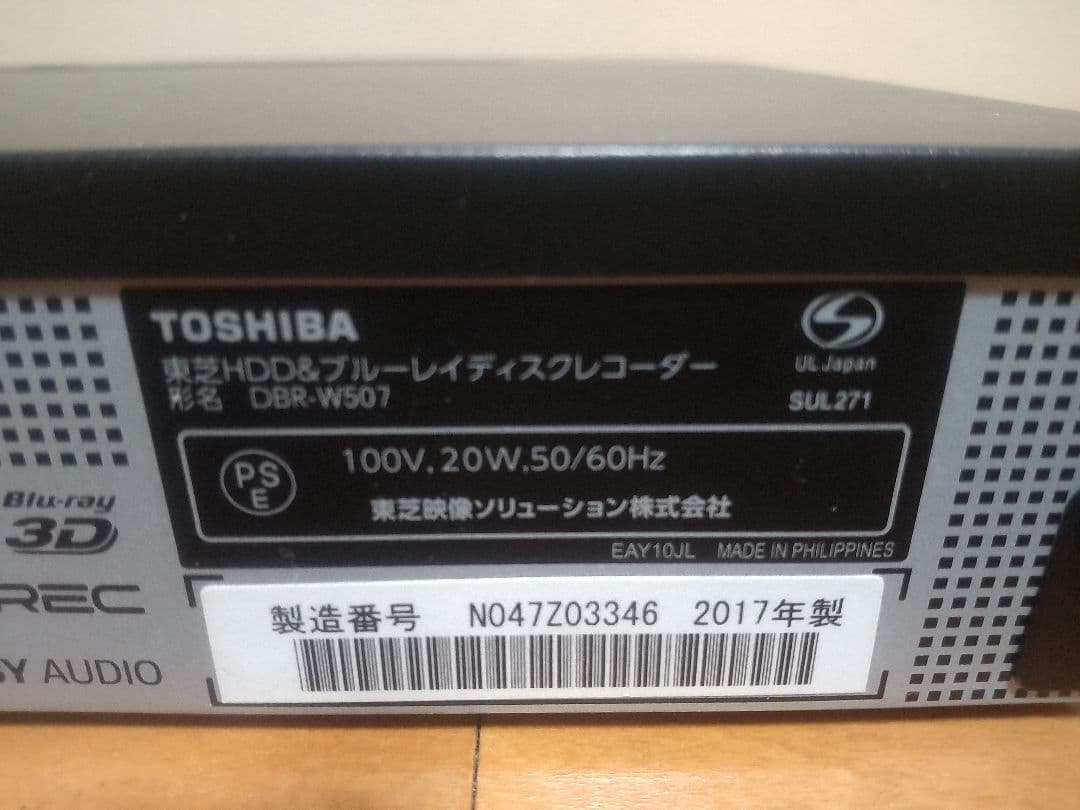 TOSHIBA
東芝HDD&ブルーレイディスクレコーダー
形名 DBR-W507
UL Japan
SUL271
PS
E
100V, 20W, 50/60Hz
東芝映像ソリューション株式会社
EAY10JL MADE IN PHILIPPINES
Blu-ray
3D
REC
AUDIO
製造番号 N047Z03346 2017年製